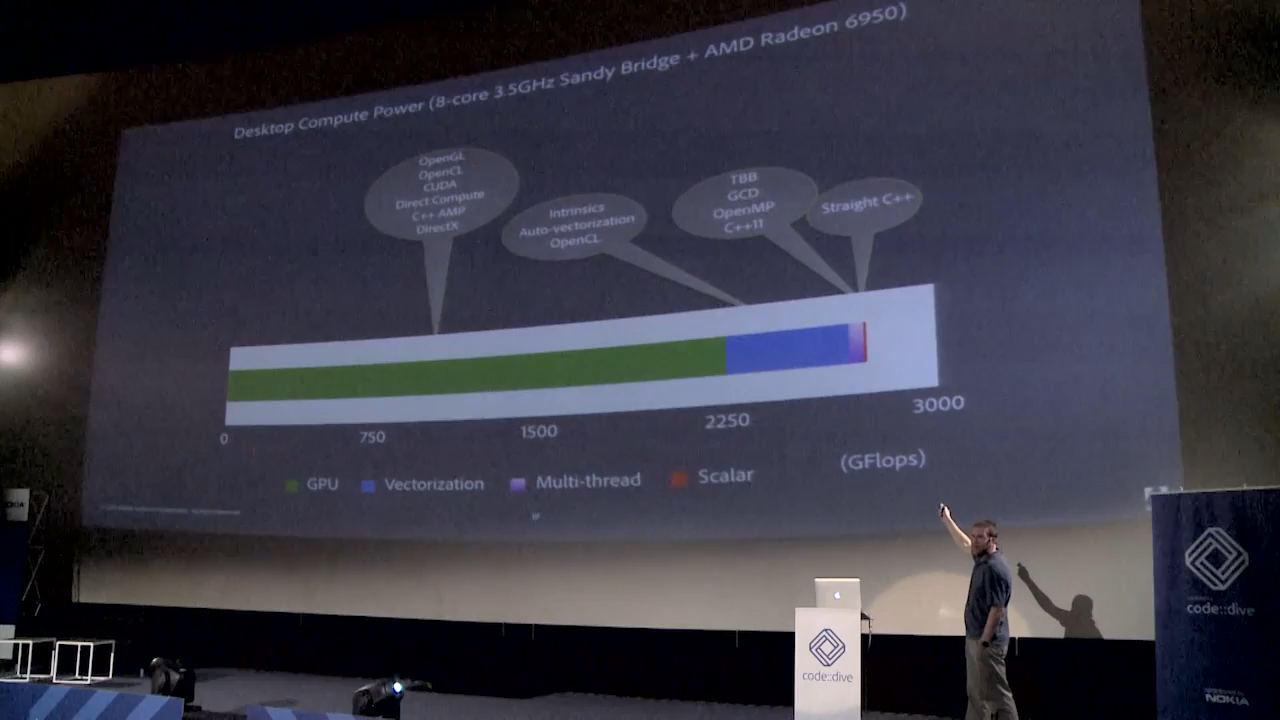 Desktop Compute Power (8-core 3.5GHz Sandy Bridge + AMD Radeon 6950)
OpenGL
OpenCL
CUDA
Direct Compute
C++ AMP
DirectX
Intrinsics
Auto-vectorization
OpenCL
TBB
GCD
OpenMP
C++11
Straight C++
0
750
1500
2250
3000
(GFlops)
GPU
Vectorization
Multi-thread
Scalar
code::dive
code::dive
NOKIA